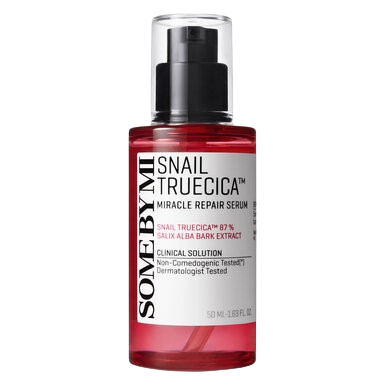 SOME BY MI
SNAIL
TRUECICA™
MIRACLE REPAIR SERUM
SNAIL TRUECICA™ 87 %
SALIX ALBA BARK EXTRACT
CLINICAL SOLUTION
Non-Comedogenic Tested(*)
Dermatologist Tested
50 ML-1.69 FL. OZ.